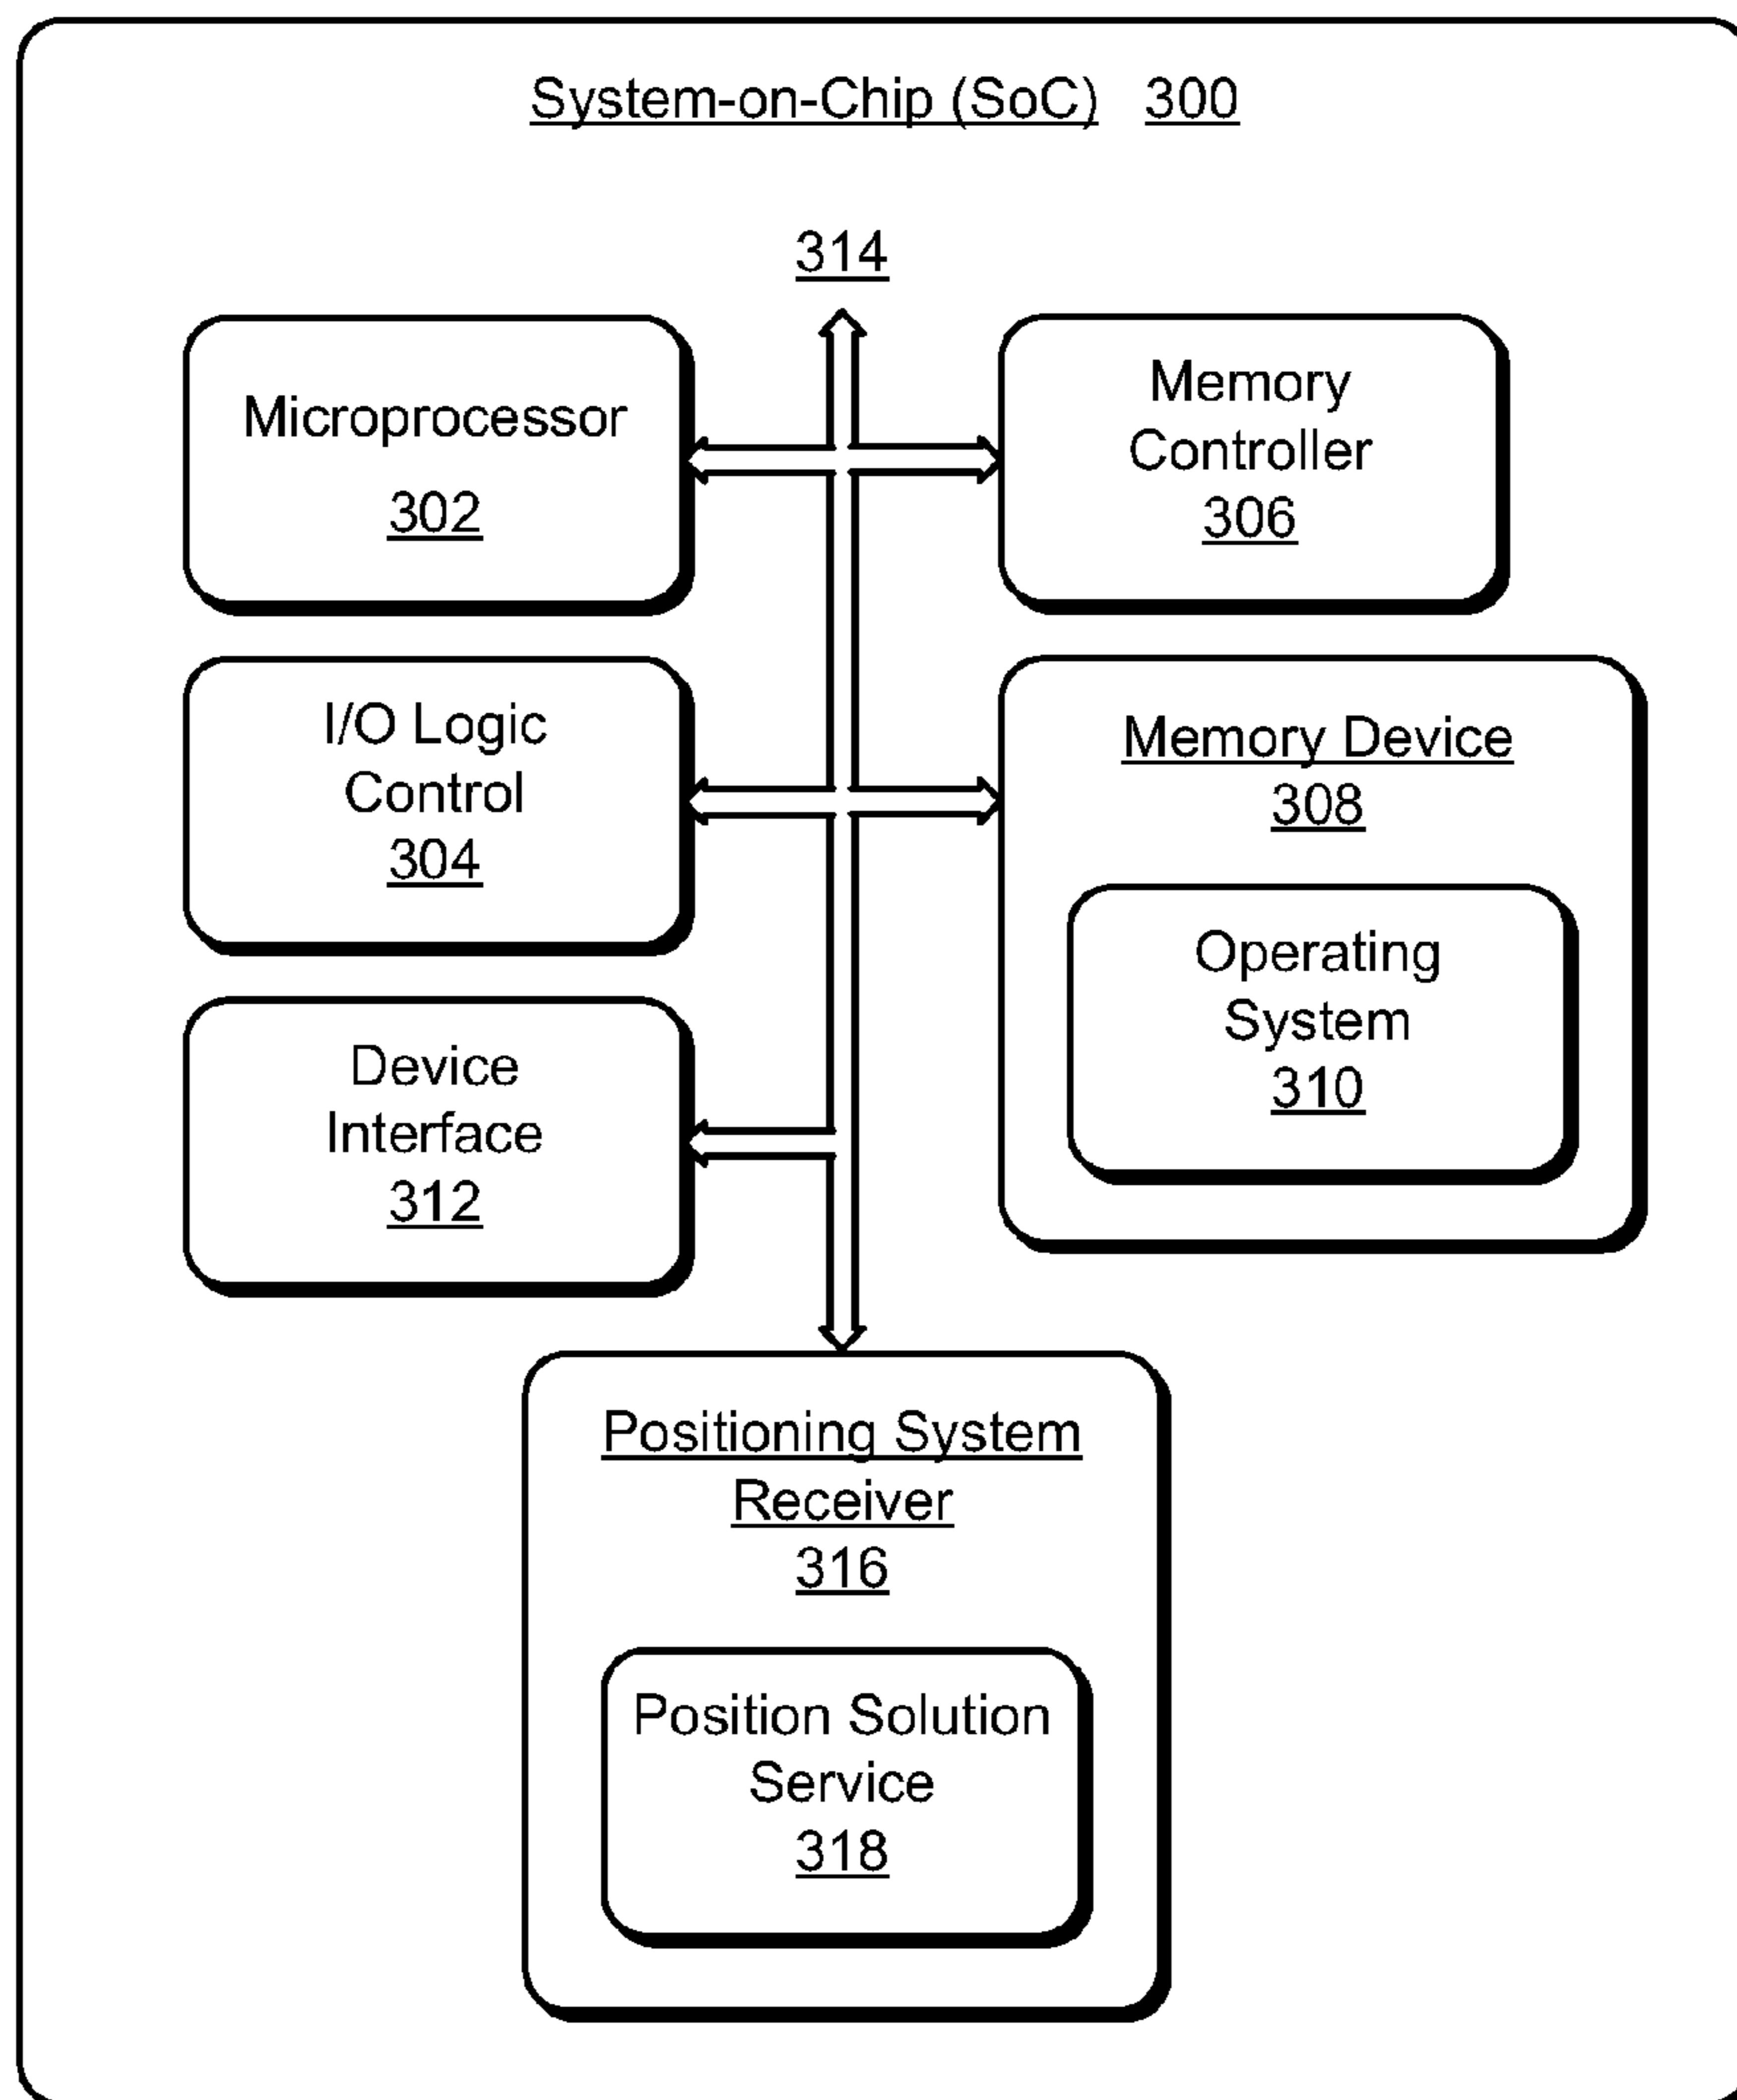 System-on-Chip (SoC) 300
314
Microprocessor
302
Memory
Controller
306
I/O Logic
Control
304
Memory Device
308
Operating
System
310
Device
Interface
312
Positioning System
Receiver
316
Position Solution
Service
318